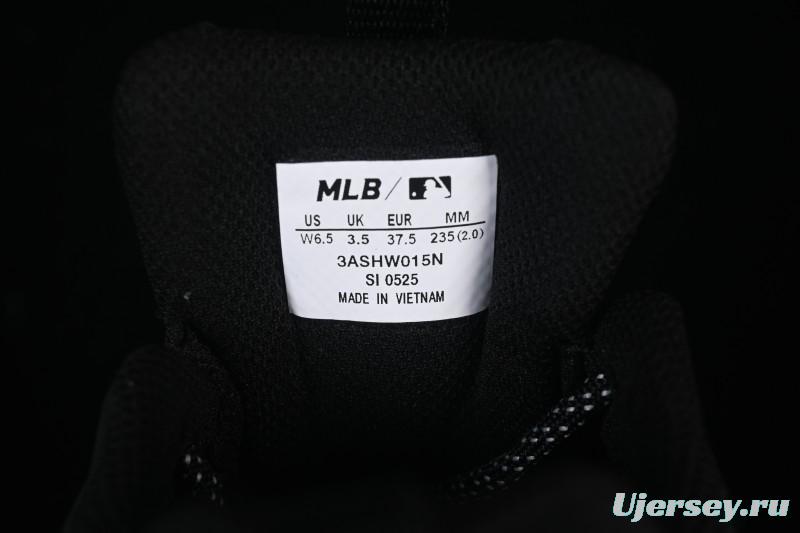 MLB /
US UK EUR MM
W6.5 3.5 37.5 235(2.0)
3ASHW015N
SI 0525
MADE IN VIETNAM
Ujersey.ru